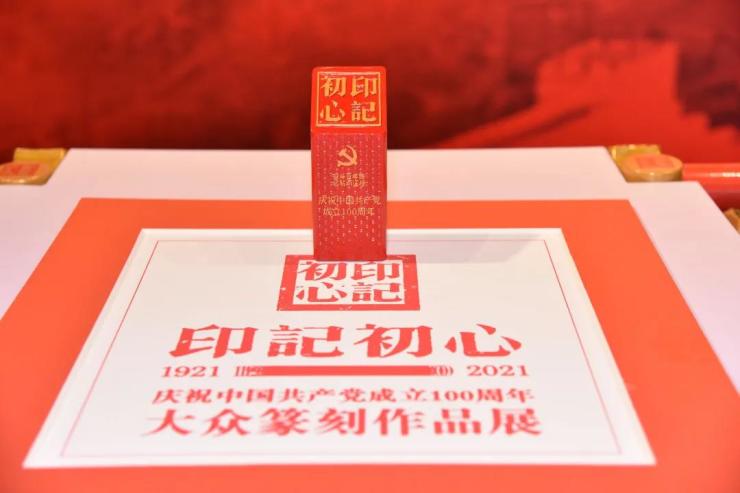 印記
初心
庆祝中国共产党
成立100周年
印記
初心
印記初心
1921 2021
庆祝中国共产党成立100周年
大众篆刻作品展